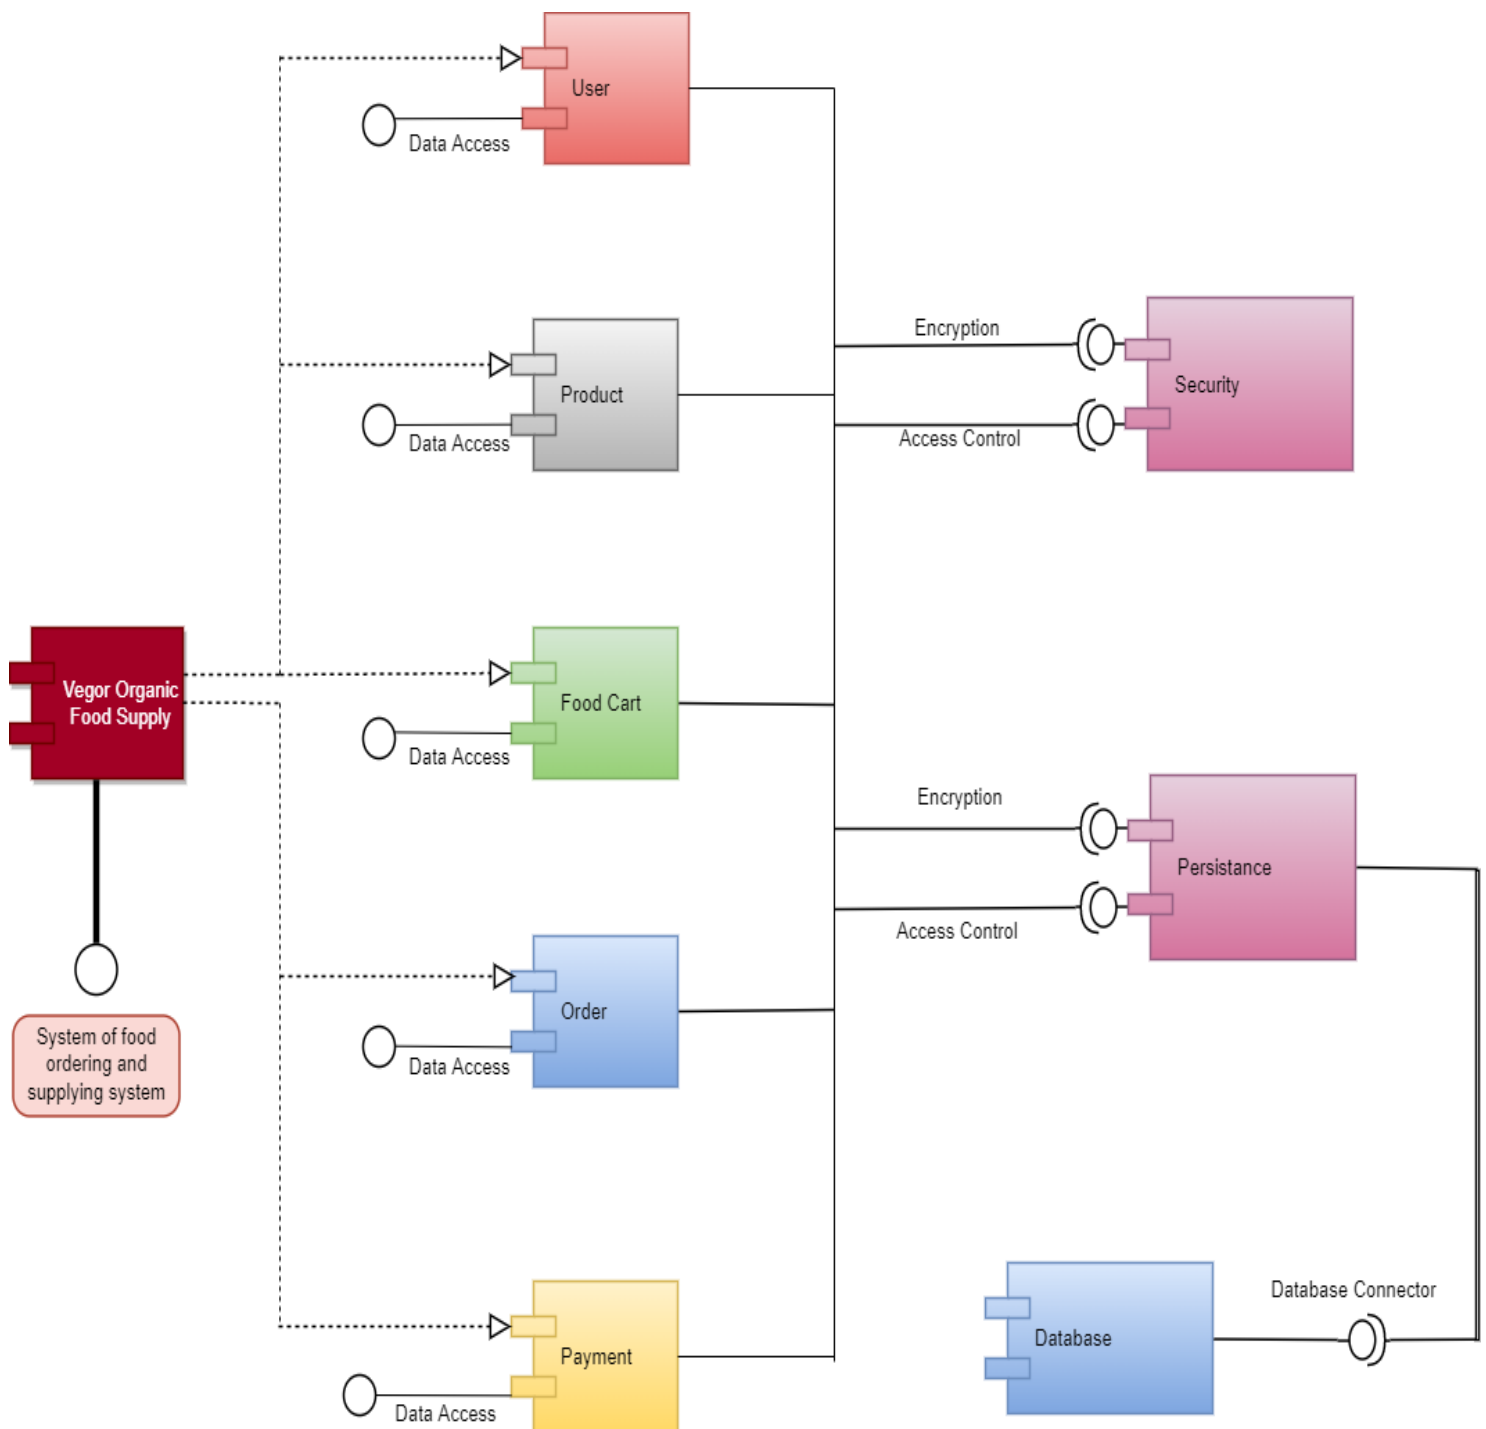 User
Data Access
Encryption
Product
Security
Data Access
Access Control
Vegor Organic
Food Supply
Food Cart
Data Access
Encryption
Persistance
Access Control
Order
System of food
ordering and
supplying system
Data Access
Database Connector
Database
Payment
Data Access